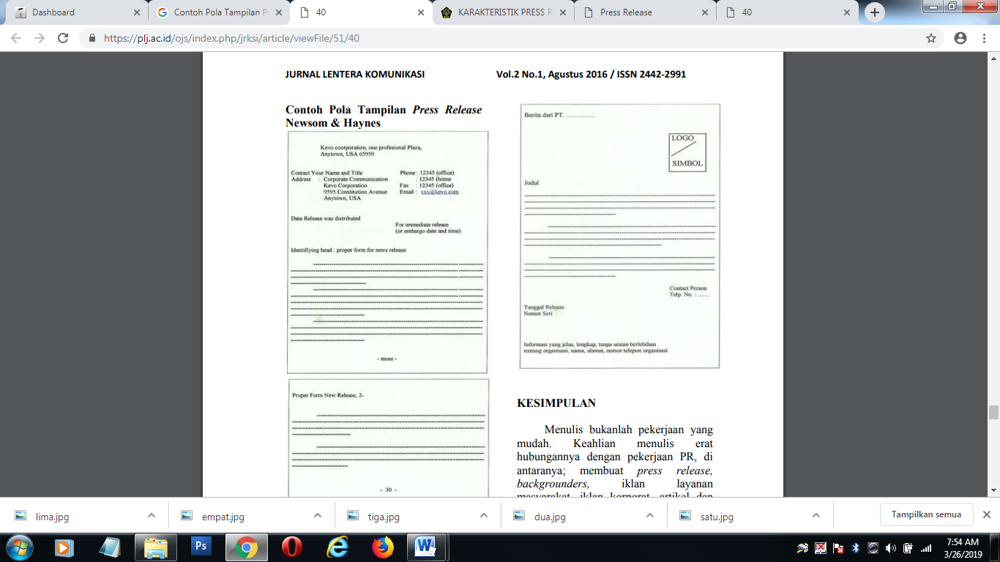 Dashboard
Contoh Pola Tampilan P
40
KARAKTERISTIK PRESS R
Press Release
40
https://plj.ac.id/ojs/index.php/jrksi/article/viewFile/51/40
JURNAL LENTERA KOMUNIKASI
Vol.2 No.1, Agustus 2016 / ISSN 2442-2991
Contoh Pola Tampilan Press Release
Newsom & Haynes
Kevo coorporation, one profesional Plaza,
Anytown, USA 65959
Contact Your Name and Title
Address : Corporate Communication
Kevo Corporation
9595 Constitution Avenue
Anytown, USA
Phone : 12345 (office)
: 12345 (home
Fax : 12345 (office)
Email : xxx@kevo.com
Date Release was distributed
For immediate release
(or embargo date and time)
Identiflying head : proper form for news release
- more -
Proper Form New Release, 2-
- 30 -
Berita dari PT. ...............
LOGO
SIMBOL
Judul
Contact Person
Telp. No. : .......
Tanggal Release
Nomor Seri
Informasi yang jelas, lengkap, tanpa uraian berlebihan
tentang organisasi, nama, alamat, nomor telepon organisasi
KESIMPULAN
Menulis bukanlah pekerjaan yang
mudah. Keahlian menulis erat
hubungannya dengan pekerjaan PR, di
antaranya; membuat press release,
backgrounders, iklan layanan
masyarakat, iklan korporat, artikel dan
lima.jpg
empat.jpg
tiga.jpg
dua.jpg
satu.jpg
Tampilkan semua
Ps
7:54 AM
3/26/2019